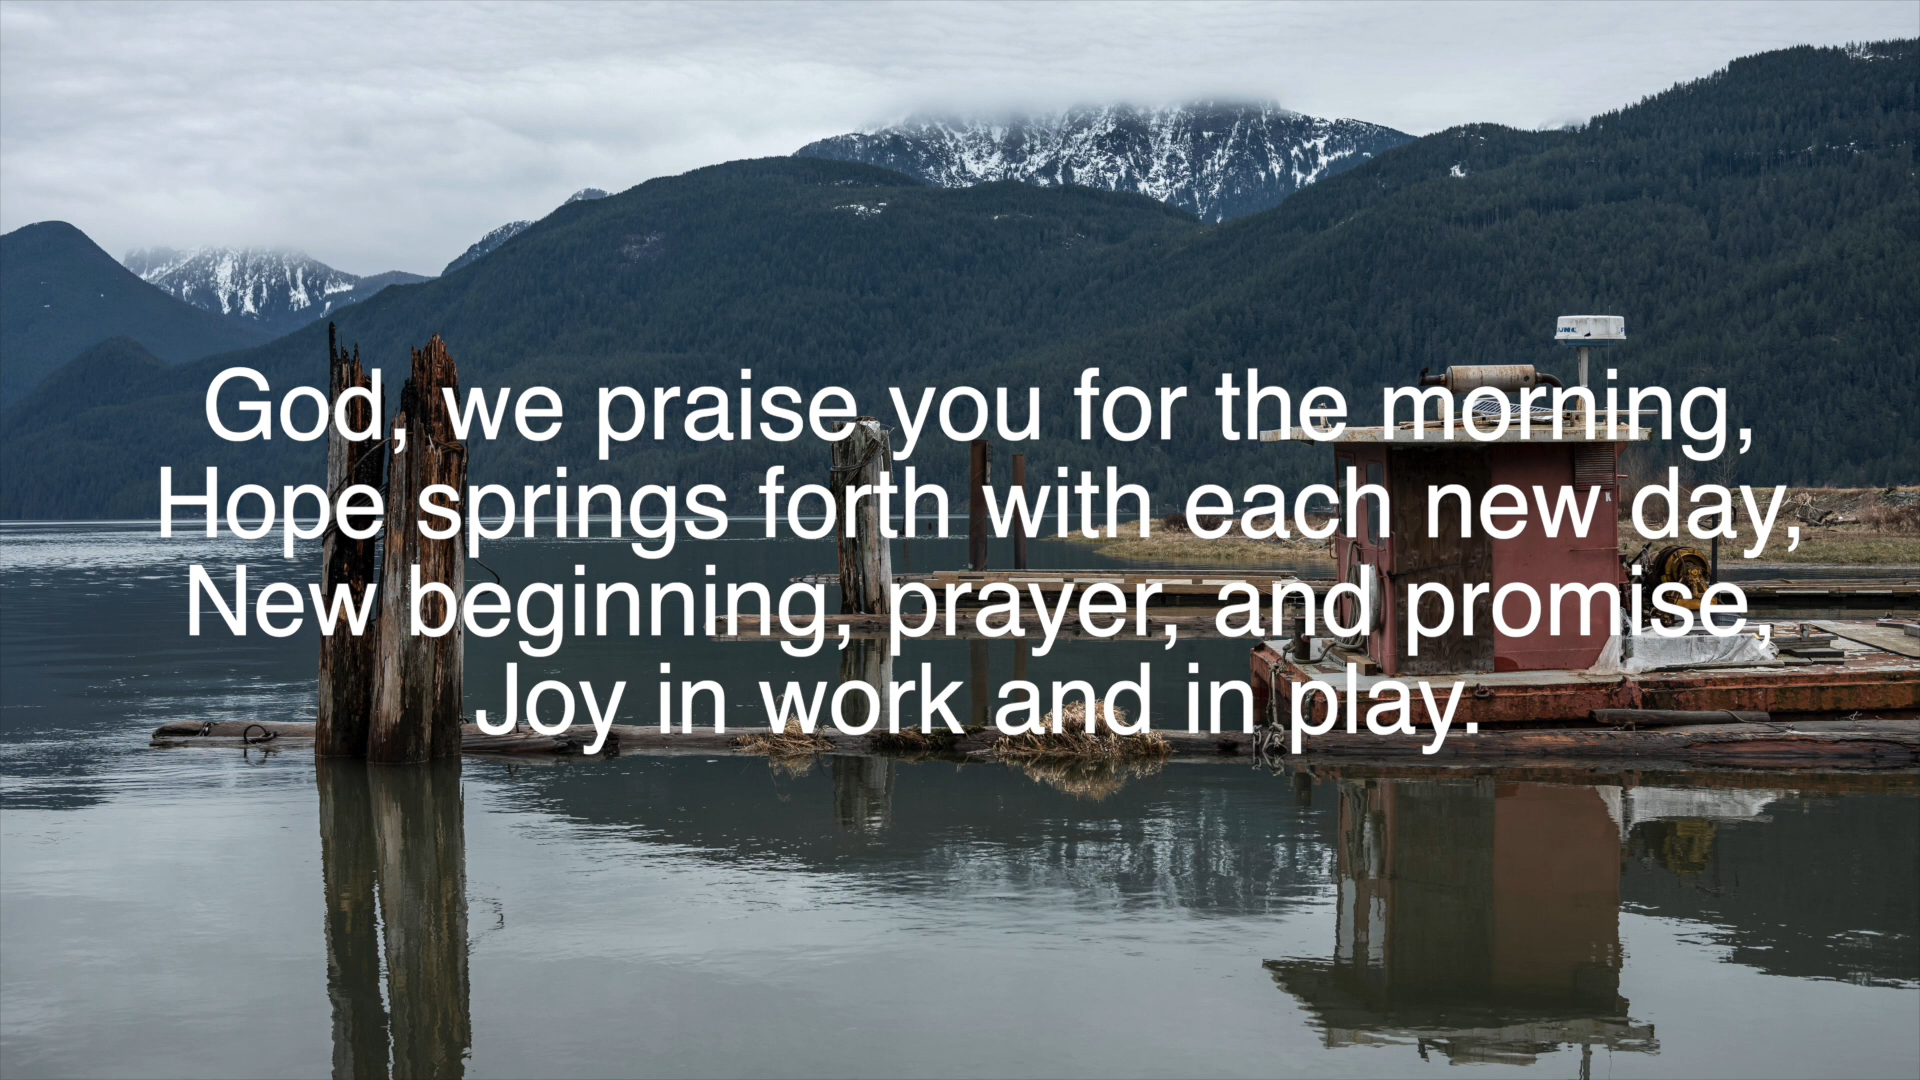 God, we praise you for the morning,
Hope springs forth with each new day,
New beginning, prayer, and promise,
Joy in work and in play.